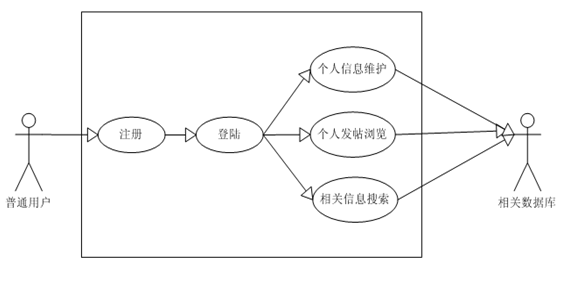 个人信息维护
注册
登陆
个人发帖浏览
相关信息搜索
普通用户
相关数据库